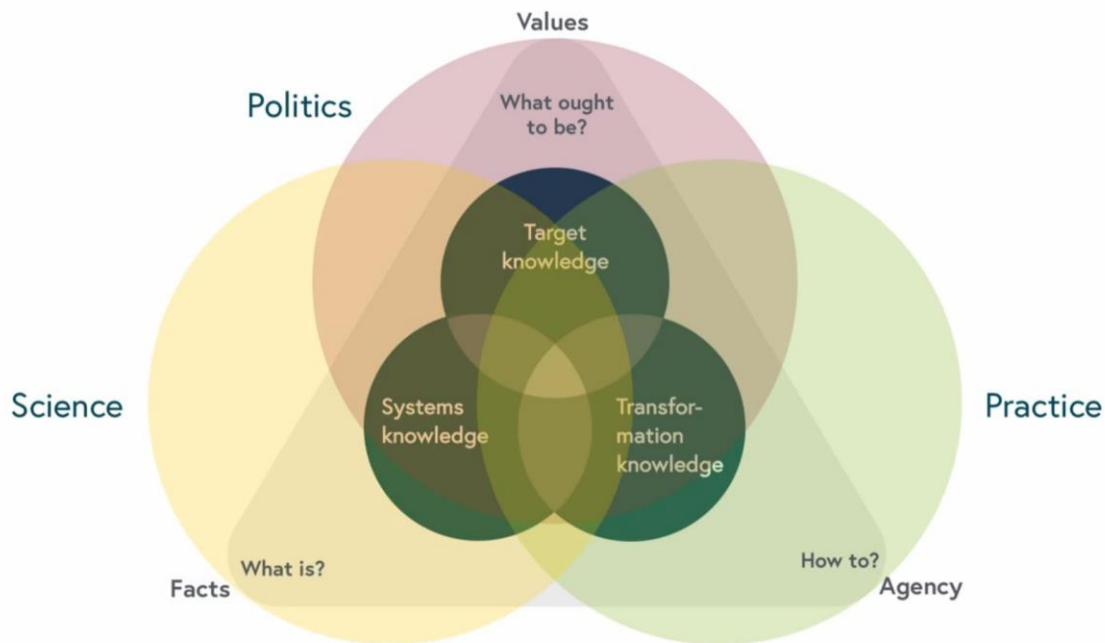 Values
Politics
What ought
to be?
Target
knowledge
Science
Systems
knowledge
Transfor-
mation
knowledge
Practice
What is?
How to?
Facts
Agency